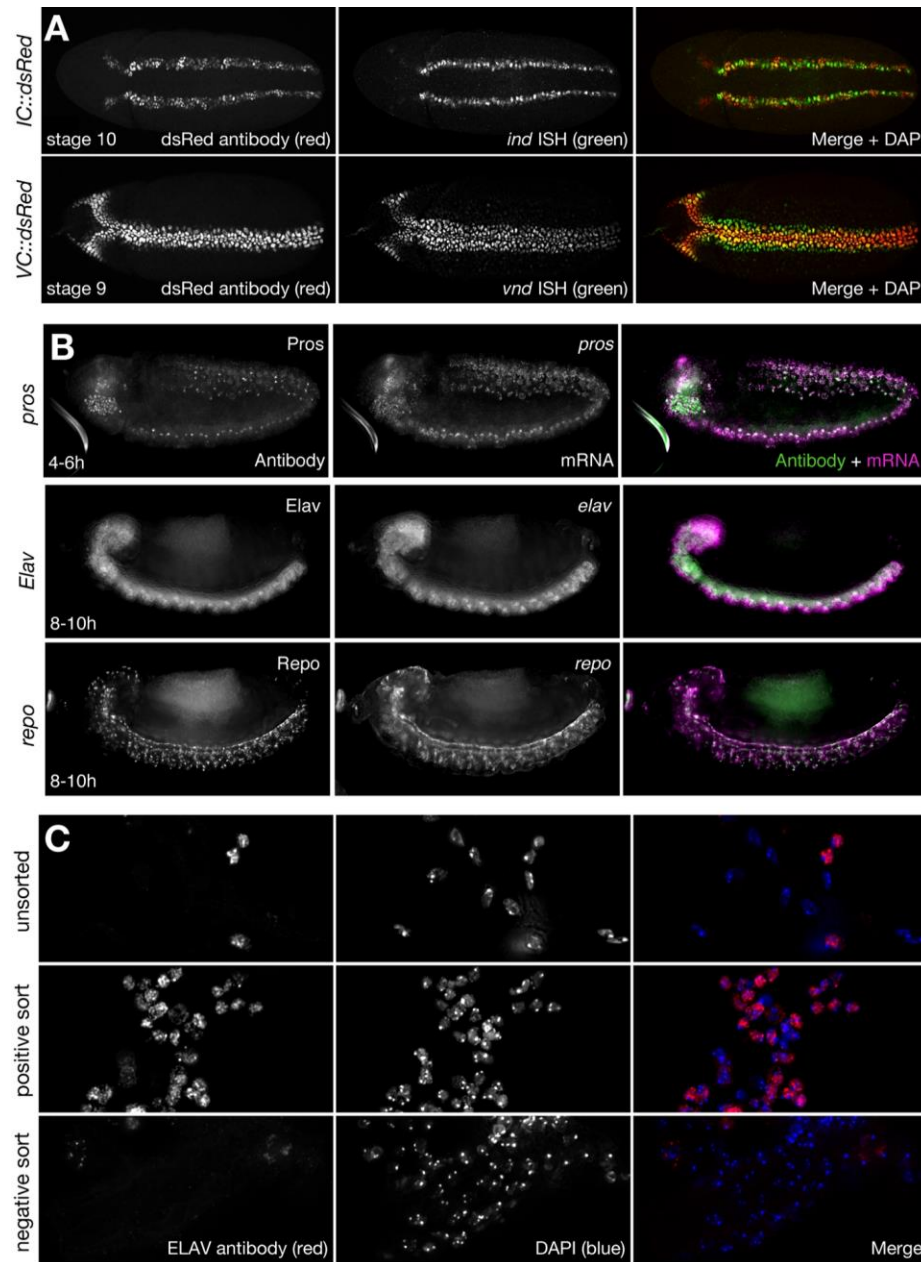 A
IC::dsRed
stage 10
dsRed antibody (red)
ind ISH (green)
Merge + DAP
VC::dsRed
stage 9
dsRed antibody (red)
vnd ISH (green)
Merge + DAP
B
pros
Pros
pros
4-6h
Antibody
mRNA
Antibody + mRNA
Elav
Elav
elav
8-10h
repo
Repo
repo
8-10h
C
unsorted
positive sort
negative sort
ELAV antibody (red)
DAPI (blue)
Merge